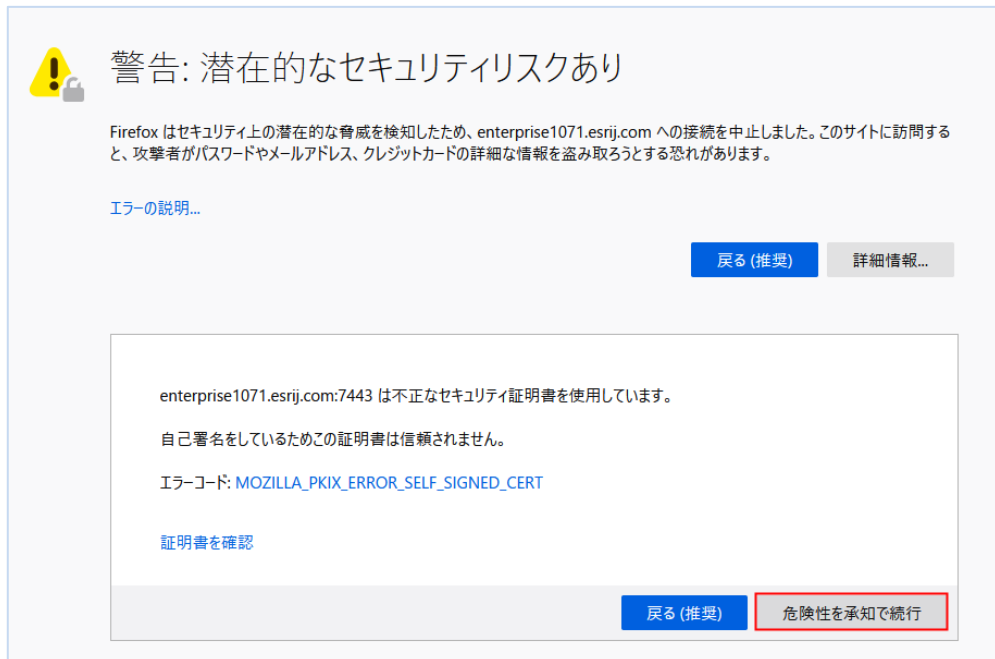 警告: 潜在的なセキュリティリスクあり
Firefox はセキュリティ上の潜在的な脅威を検知したため、enterprise1071.esrij.com への接続を中止しました。このサイトに訪問する
と、攻撃者がパスワードやメールアドレス、クレジットカードの詳細な情報を盗み取ろうとする恐れがあります。
エラーの説明...
戻る (推奨) 詳細情報...
enterprise1071.esrij.com:7443 は不正なセキュリティ証明書を使用しています。
自己署名をしているためこの証明書は信頼されません。
エラーコード: MOZILLA_PKIX_ERROR_SELF_SIGNED_CERT
証明書を確認
戻る (推奨) 危険性を承知で続行